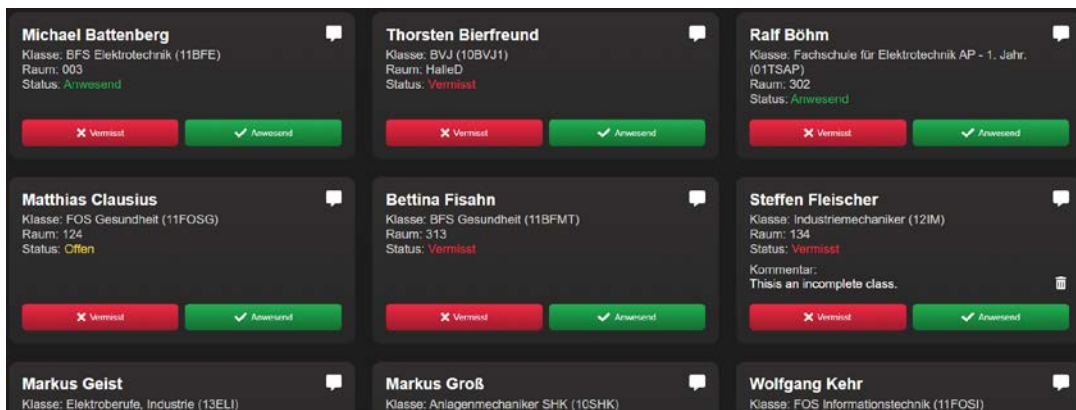 Michael Battenberg
Klasse: BFS Elektrotechnik (11BFE)
Raum: 003
Status: Anwesend
Vermisst
Anwesend
Thorsten Bierfreund
Klasse: BVJ (10BVJ1)
Raum: HalleD
Status: Vermisst
Vermisst
Anwesend
Ralf Böhm
Klasse: Fachschule für Elektrotechnik AP - 1. Jahr.
(01TSAP)
Raum: 302
Status: Anwesend
Vermisst
Anwesend
Matthias Clausius
Klasse: FOS Gesundheit (11FOSG)
Raum: 124
Status: Offen
Vermisst
Anwesend
Bettina Fisahn
Klasse: BFS Gesundheit (11BFMT)
Raum: 313
Status: Vermisst
Vermisst
Anwesend
Steffen Fleischer
Klasse: Industriemechaniker (12IM)
Raum: 134
Status: Vermisst
Kommentar:
Thisis an incomplete class.
Vermisst
Anwesend
Markus Geist
Klasse: Elektroberufe, Industrie (13ELI)
Markus Groß
Klasse: Anlagenmechaniker SHK (10SHK)
Wolfgang Kehr
Klasse: FOS Informationstechnik (11FOSI)